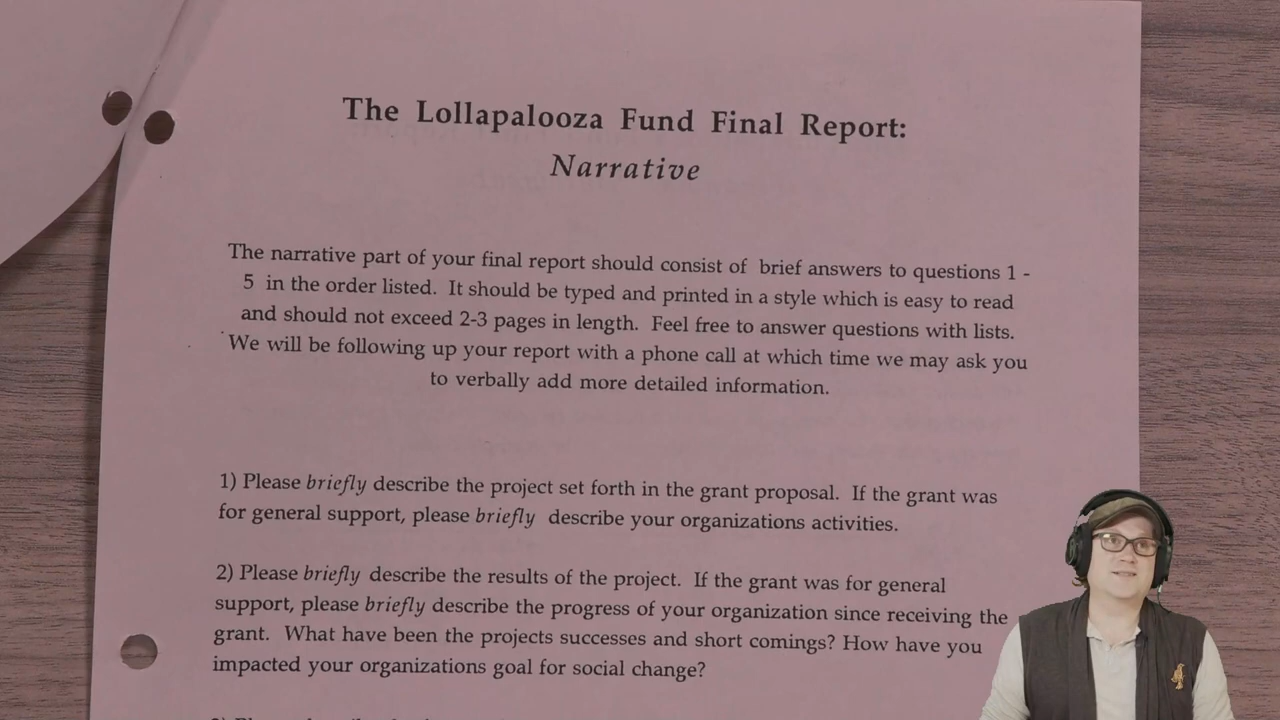 The Lollapalooza Fund Final Report:
Narrative
The narrative part of your final report should consist of brief answers to questions 1 -
5 in the order listed. It should be typed and printed in a style which is easy to read
and should not exceed 2-3 pages in length. Feel free to answer questions with lists.
We will be following up your report with a phone call at which time we may ask you
to verbally add more detailed information.
1) Please briefly describe the project set forth in the grant proposal. If the grant was
for general support, please briefly describe your organizations activities.
2) Please briefly describe the results of the project. If the grant was for general
support, please briefly describe the progress of your organization since receiving the
grant. What have been the projects successes and short comings? How have you
impacted your organizations goal for social change?